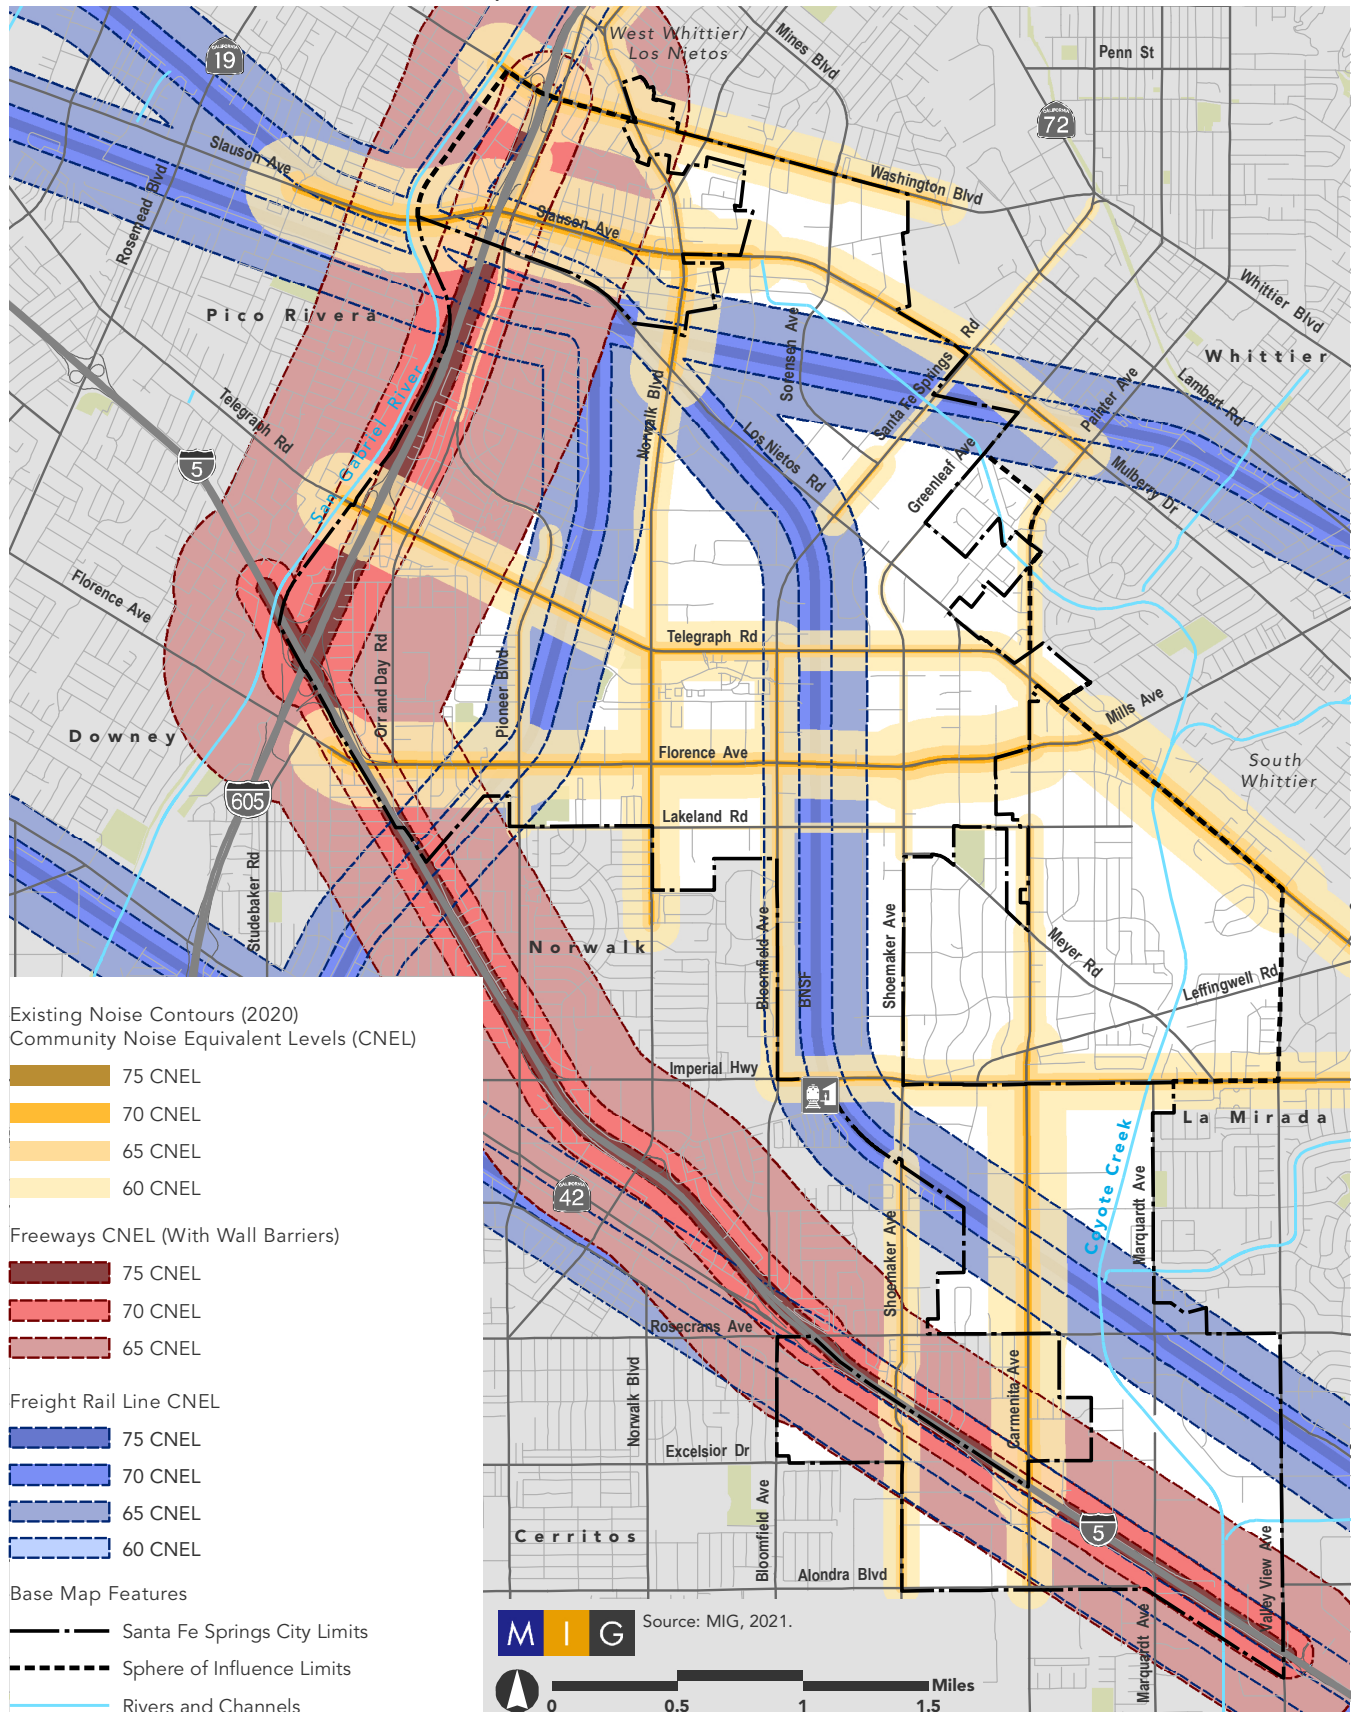 West Whittier/
Los Nietos
Mines Blvd
Penn St
CALIFORNIA
19
CALIFORNIA
72
Slauson Ave
Rosemead Blvd
Washington Blvd
Slauson Ave
Whittier Blvd
Pico Rivera
Sorensen Ave
Santa Fe Springs Rd
Whittier
San Gabriel River
Norwalk Blvd
Painter Ave
Lambert Rd
Telegraph Rd
5
Los Nietos Rd
Greenleaf Ave
Mulberry Dr
Florence Ave
Telegraph Rd
Orr and Day Rd
Pioneer Blvd
Mills Ave
Downey
Florence Ave
South
Whittier
605
Lakeland Rd
Studebaker Rd
Norwalk
Bloomfield Ave
BNSF
Shoemaker Ave
Meyer Rd
Leffingwell Rd
Imperial Hwy
La Mirada
Coyote Creek
Marquardt Ave
CALIFORNIA
42
Shoemaker Ave
Rosecrans Ave
Norwalk Blvd
Carmenita Ave
Excelsior Dr
Bloomfield Ave
Cerritos
5
Valley View Ave
Alondra Blvd
Marquardt Ave
Existing Noise Contours (2020)
Community Noise Equivalent Levels (CNEL)
75 CNEL
70 CNEL
65 CNEL
60 CNEL
Freeways CNEL (With Wall Barriers)
75 CNEL
70 CNEL
65 CNEL
Freight Rail Line CNEL
75 CNEL
70 CNEL
65 CNEL
60 CNEL
Base Map Features
Santa Fe Springs City Limits
Sphere of Influence Limits
Rivers and Channels
M I G
Source: MIG, 2021.
Miles
0 0.5 1 1.5